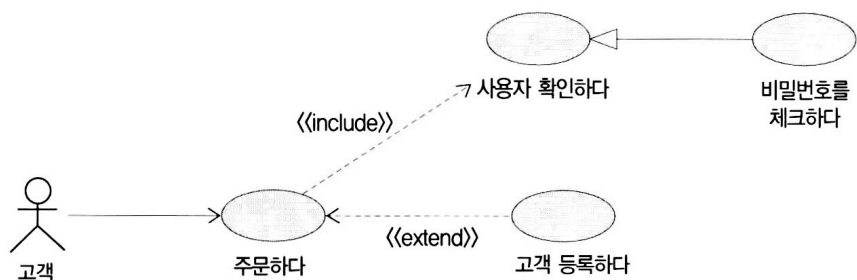 사용자 확인하다
비밀번호를
체크하다
《include》
《extend》
고객
주문하다
고객 등록하다